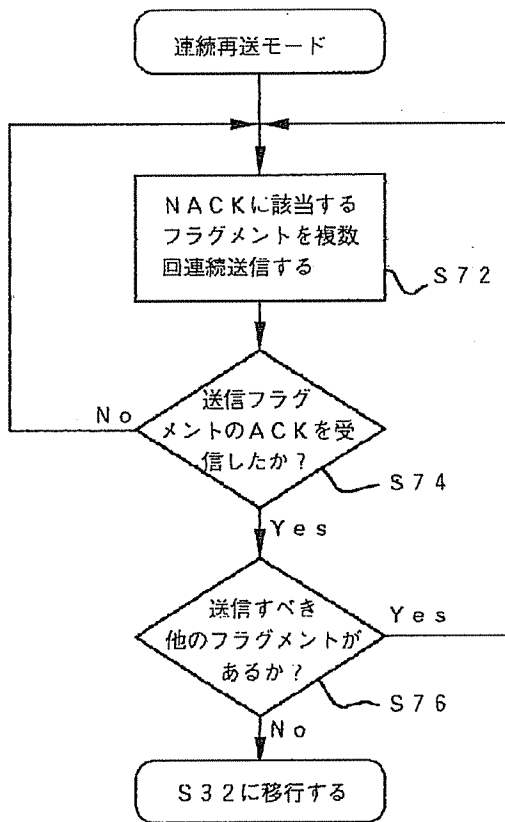 連続再送モード
NACKに該当する
フラグメントを複数
回連続送信する
S72
送信フラグ
メントのACKを受
信したか？
No
S74
Yes
送信すべき
他のフラグメントが
あるか？
Yes
S76
No
S32に移行する